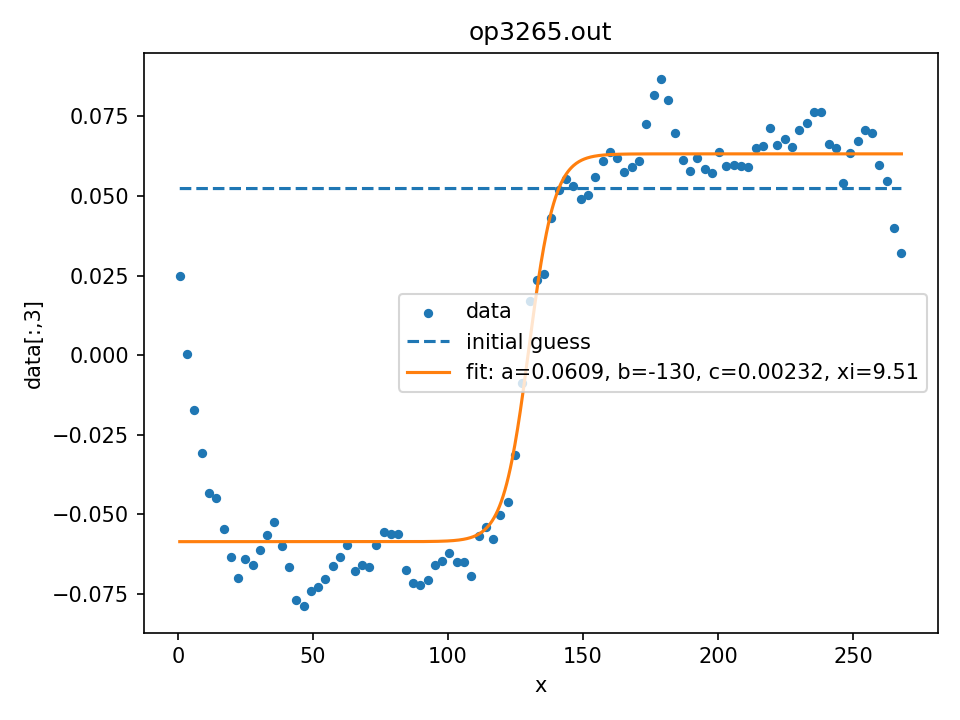 op3265.out
data[:,3]
0.075
0.050
0.025
0.000
−0.025
−0.050
−0.075
data
initial guess
fit: a=0.0609, b=-130, c=0.00232, xi=9.51
0 50 100 150 200 250
x